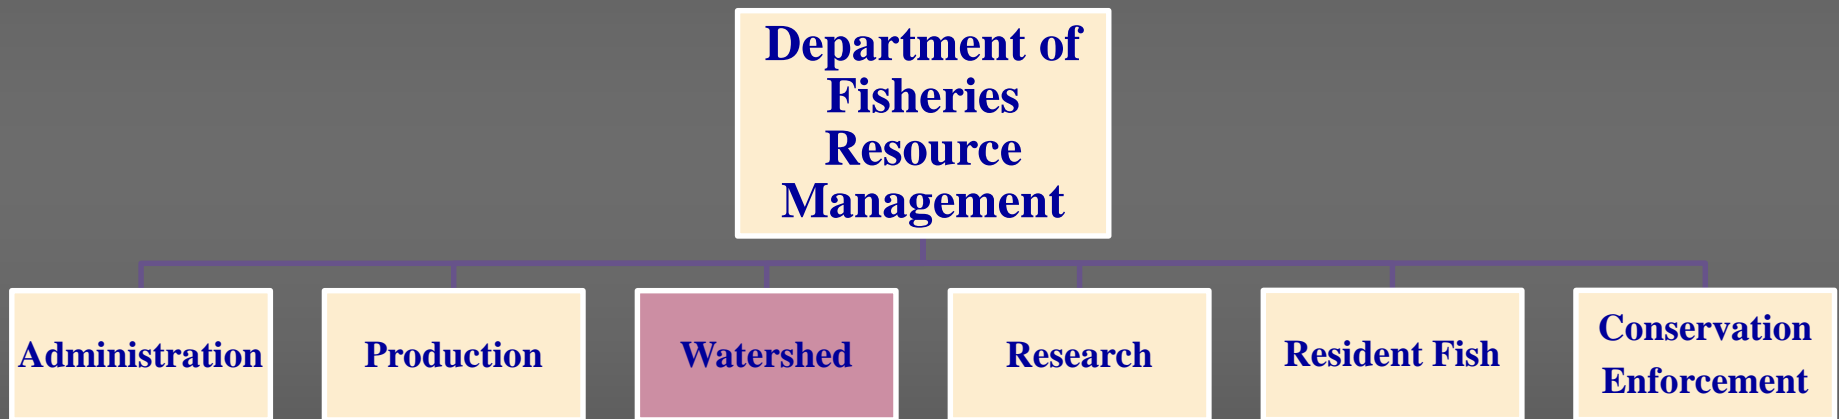 Department of
Fisheries
Resource
Management
Administration
Production
Watershed
Research
Resident Fish
Conservation
Enforcement